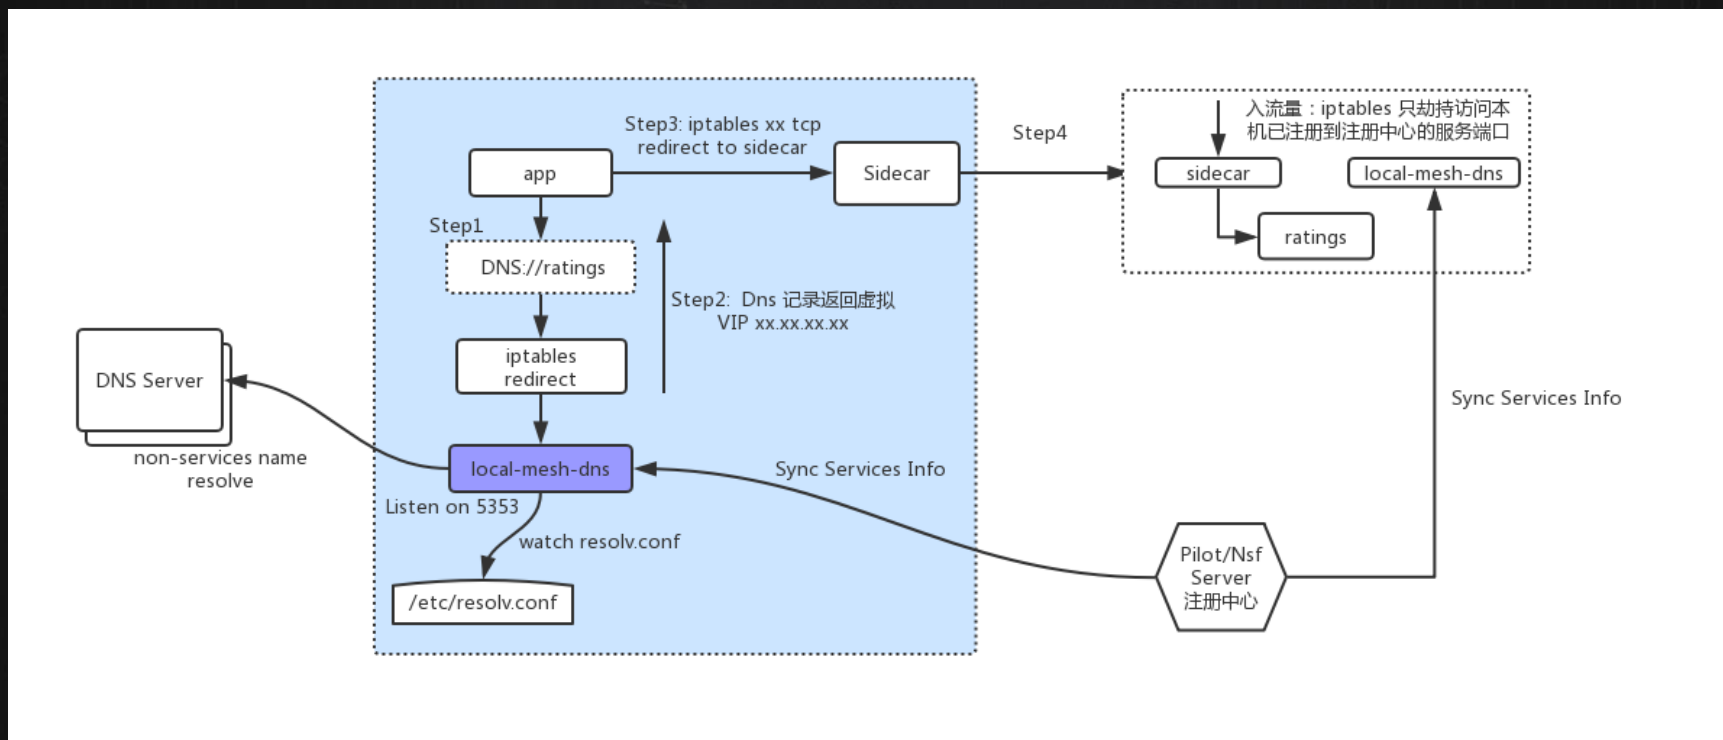 Step3: iptables xx tcp
redirect to sidecar
app
Sidecar
Step4
入流量：iptables 只劫持访问本
机已注册到注册中心的服务端口
sidecar
local-mesh-dns
ratings
Step1
DNS://ratings
Step2:  Dns 记录返回虚拟
VIP xx.xx.xx.xx
iptables
redirect
DNS Server
non-services name
resolve
local-mesh-dns
Listen on 5353
watch resolv.conf
/etc/resolv.conf
Sync Services Info
Sync Services Info
Pilot/Nsf
Server
注册中心